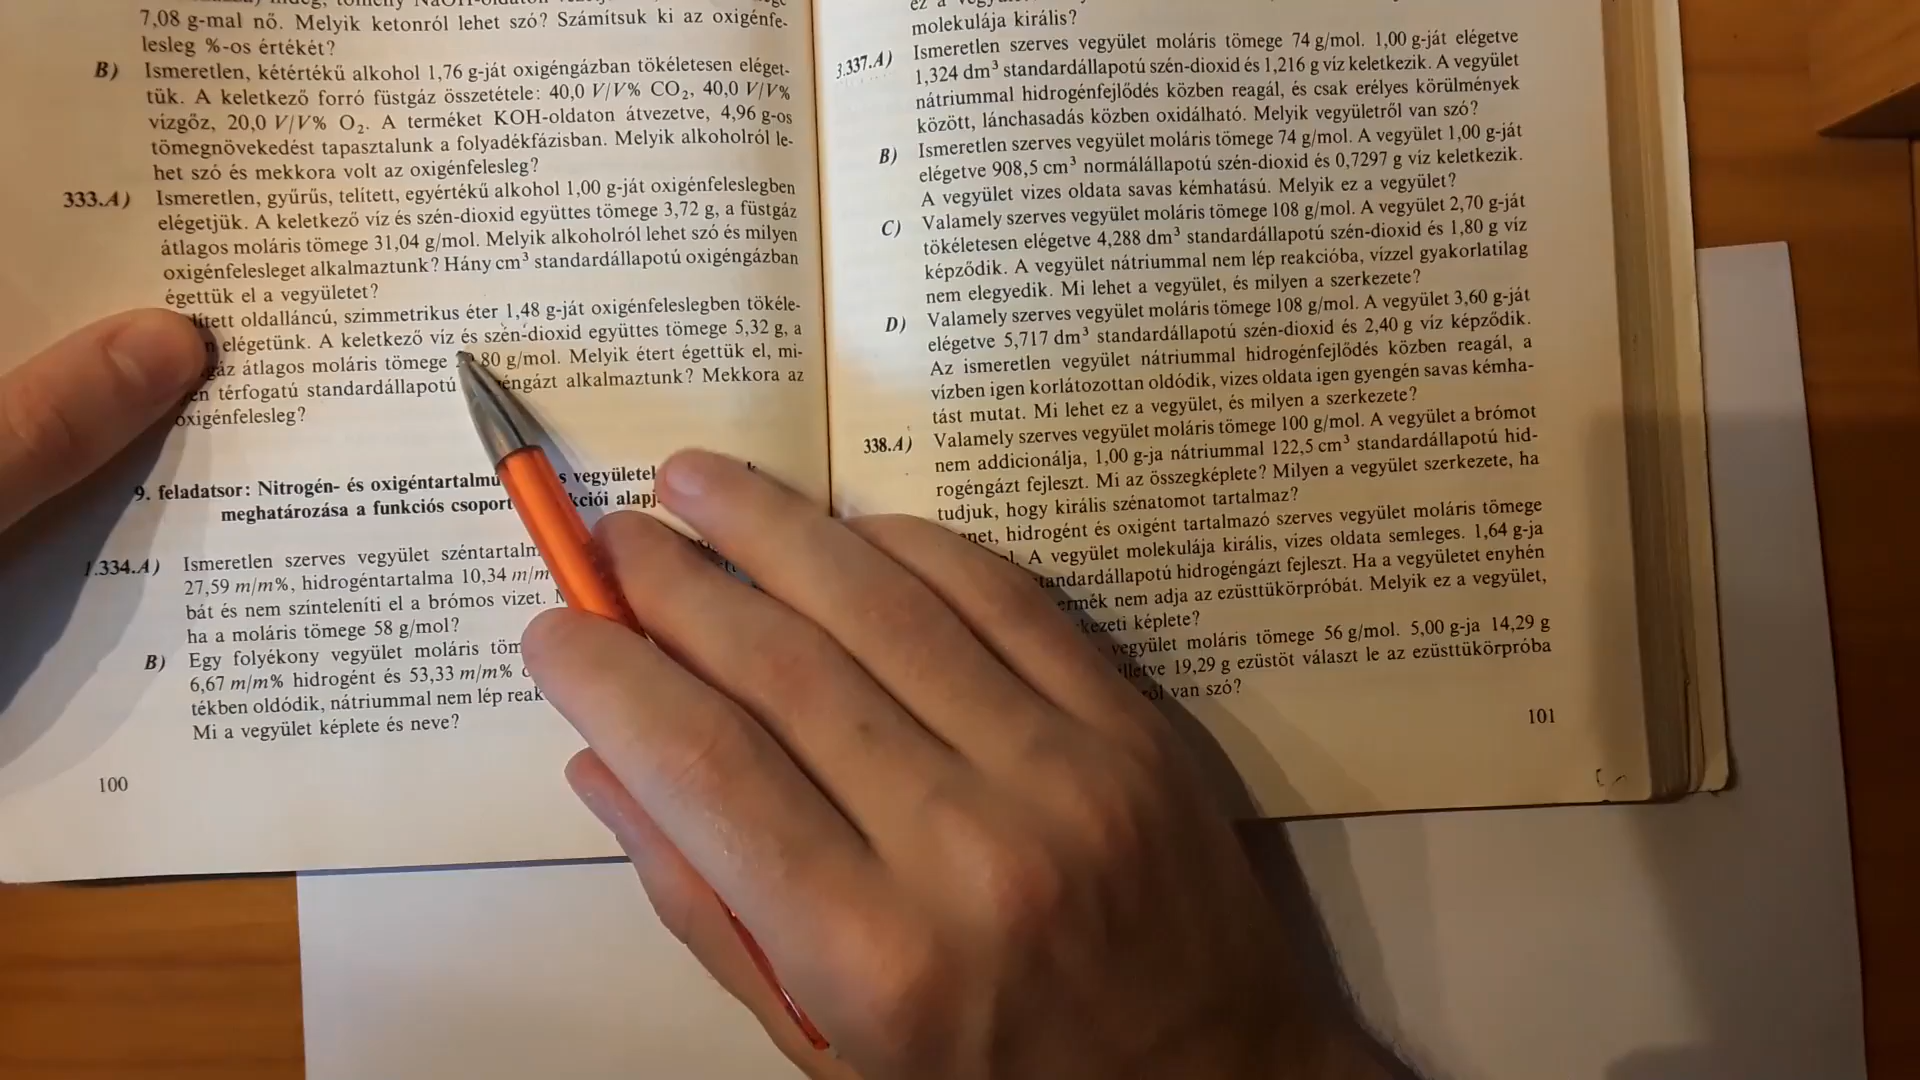 7,08 g-mal nő. Melyik ketonról lehet szó? Számítsuk ki az oxigénfe-
lesleg %-os értékét?
B) Ismeretlen, kétértékű alkohol 1,76 g-ját oxigéngázban tökéletesen eléget-
tük. A keletkező forró füstgáz összetétele: 40,0 V/V% CO₂, 40,0 V/V%
vízgőz, 20,0 V/V% O₂. A terméket KOH-oldaton átvezetve, 4,96 g-os
tömegnövekedést tapasztalunk a folyadékfázisban. Melyik alkoholról le-
het szó és mekkora volt az oxigénfelesleg?
333.A) Ismeretlen, gyűrűs, telített, egyértékű alkohol 1,00 g-ját oxigénfeleslegben
elégetjük. A keletkező víz és szén-dioxid együttes tömege 3,72 g, a füstgáz
átlagos moláris tömege 31,04 g/mol. Melyik alkoholról lehet szó és milyen
oxigénfelesleget alkalmaztunk? Hány cm³ standardállapotú oxigéngázban
égettük el a vegyületet?
oldalláncú, szimmetrikus éter 1,48 g-ját oxigénfeleslegben tökéle-
elégetünk. A keletkező víz és szén-dioxid együttes tömege 5,32 g, a
átlagos moláris tömege 80 g/mol. Melyik étert égettük el, mi-
térfogatú standardállapotú alkalmaztunk? Mekkora az
oxigénfelesleg?
9. feladatsor: Nitrogén- és oxigéntartalmú vegyületek
meghatározása a funkciós csoport
1.334.A) Ismeretlen szerves vegyület
27,59 m/m%, hidrogéntartalma 10,34
bát és nem színteleníti el a brómos vizet.
ha a moláris tömege 58 g/mol?
B) Egy folyékony vegyület moláris
6,67 m/m% hidrogént és 53,33 m/m%
tékben oldódik, nátriummal nem lép
Mi a vegyület képlete és neve?
100
molekulája királis?
3.337.A) Ismeretlen szerves vegyület moláris tömege 74 g/mol. 1,00 g-ját elégetve
1,324 dm³ standardállapotú szén-dioxid és 1,216 g víz keletkezik. A vegyület
nátriummal hidrogénfejlődés közben reagál, és csak erélyes körülmények
között, lánchasadás közben oxidálható. Melyik vegyületről van szó?
B) Ismeretlen szerves vegyület moláris tömege 74 g/mol. A vegyület 1,00 g-ját
elégetve 908,5 cm³ normálállapotú szén-dioxid és 0,7297 g víz keletkezik.
A vegyület vizes oldata savas kémhatású. Melyik ez a vegyület?
C) Valamely szerves vegyület moláris tömege 108 g/mol. A vegyület 2,70 g-ját
tökéletesen elégetve 4,288 dm³ standardállapotú szén-dioxid és 1,80 g víz
képződik. A vegyület nátriummal nem lép reakcióba, vízzel gyakorlatilag
nem elegyedik. Mi lehet a vegyület, és milyen a szerkezete?
D) Valamely szerves vegyület moláris tömege 108 g/mol. A vegyület 3,60 g-ját
elégetve 5,717 dm³ standardállapotú szén-dioxid és 2,40 g víz képződik.
Az ismeretlen vegyület nátriummal hidrogénfejlődés közben reagál, a
vízben igen korlátozottan oldódik, vizes oldata igen gyengén savas kémha-
tást mutat. Mi lehet ez a vegyület, és milyen a szerkezete?
338.A) Valamely szerves vegyület moláris tömege 100 g/mol. A vegyület a brómot
nem addicionálja, 1,00 g-ja nátriummal 122,5 cm³ standardállapotú hid-
rogéngázt fejleszt. Mi az összegképlete? Milyen a vegyület szerkezete, ha
tudjuk, hogy királis szénatomot tartalmaz?
hidrogént és oxigént tartalmazó szerves vegyület moláris tömege
A vegyület molekulája királis, vizes oldata semleges. 1,64 g-ja
standardállapotú hidrogéngázt fejleszt. Ha a vegyületet enyhén
nem adja az ezüsttükörpróbát. Melyik ez a vegyület,
képlete?
vegyület moláris tömege 56 g/mol. 5,00 g-ja 14,29 g
illetve 19,29 g ezüstöt választ le az ezüsttükörpróba
van szó?
101